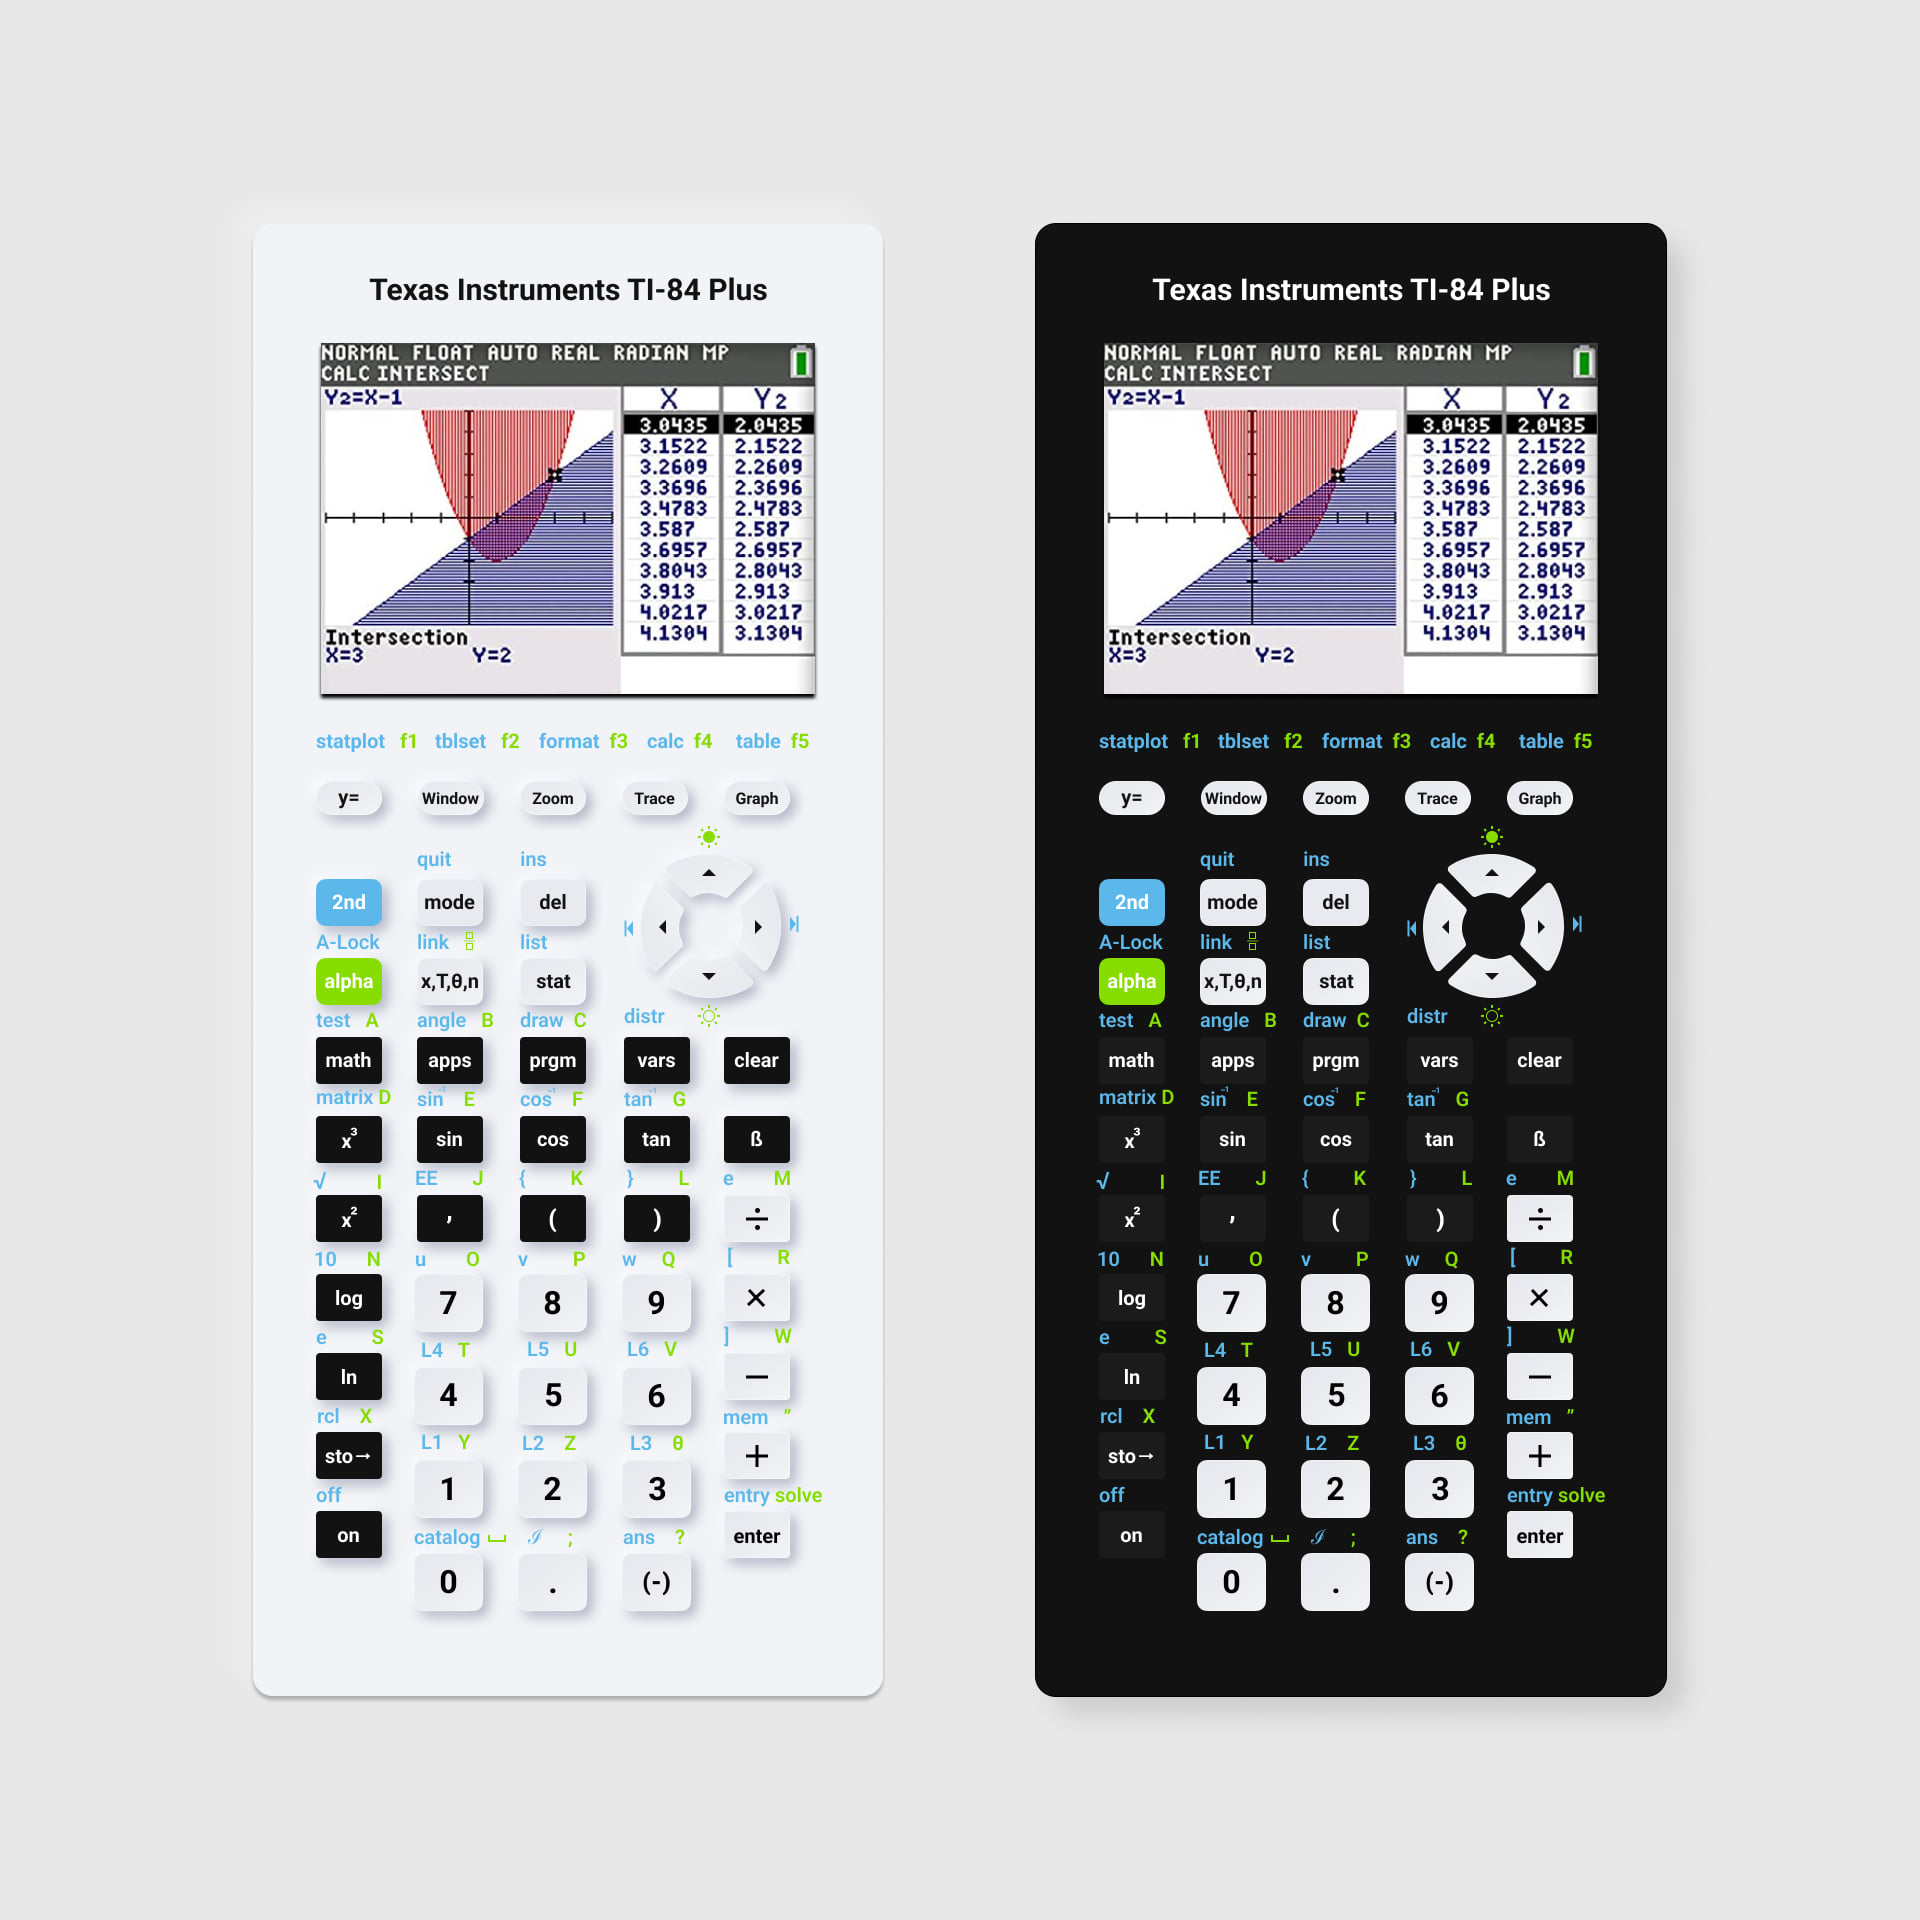 Texas Instruments TI-84 Plus
NORMAL FLOAT AUTO REAL RADIAN MP
CALC INTERSECT
Y2=X-1
X Y2
3.0435 2.0435
3.1522 2.1522
3.2609 2.2609
3.3696 2.3696
3.4783 2.4783
3.587 2.587
3.6957 2.6957
3.8043 2.8043
3.913 2.913
4.0217 3.0217
4.1304 3.1304
Intersection
X=3 Y=2
statplot f1 tblset f2 format f3 calc f4 table f5
y= Window Zoom Trace Graph
quit ins
2nd mode del
A-Lock link list
alpha x,T,θ,n stat
test A angle B draw C distr
math apps prgm vars clear
matrix D sin⁻¹ E cos⁻¹ F tan⁻¹ G
x³ sin cos tan ß
√ I EE J { K } L e M
x² , ( ) ÷
10 N u O v P w Q [ R
log 7 8 9 ×
e S L4 T L5 U L6 V ] W
ln 4 5 6 −
rcl X L1 Y L2 Z L3 θ mem ”
sto→ 1 2 3 +
off catalog ℐ ; ans ? entry solve
on 0 . (-) enter
Texas Instruments TI-84 Plus
NORMAL FLOAT AUTO REAL RADIAN MP
CALC INTERSECT
Y2=X-1
X Y2
3.0435 2.0435
3.1522 2.1522
3.2609 2.2609
3.3696 2.3696
3.4783 2.4783
3.587 2.587
3.6957 2.6957
3.8043 2.8043
3.913 2.913
4.0217 3.0217
4.1304 3.1304
Intersection
X=3 Y=2
statplot f1 tblset f2 format f3 calc f4 table f5
y= Window Zoom Trace Graph
quit ins
2nd mode del
A-Lock link list
alpha x,T,θ,n stat
test A angle B draw C distr
math apps prgm vars clear
matrix D sin⁻¹ E cos⁻¹ F tan⁻¹ G
x³ sin cos tan ß
√ I EE J { K } L e M
x² , ( ) ÷
10 N u O v P w Q [ R
log 7 8 9 ×
e S L4 T L5 U L6 V ] W
ln 4 5 6 −
rcl X L1 Y L2 Z L3 θ mem ”
sto→ 1 2 3 +
off catalog ℐ ; ans ? entry solve
on 0 . (-) enter